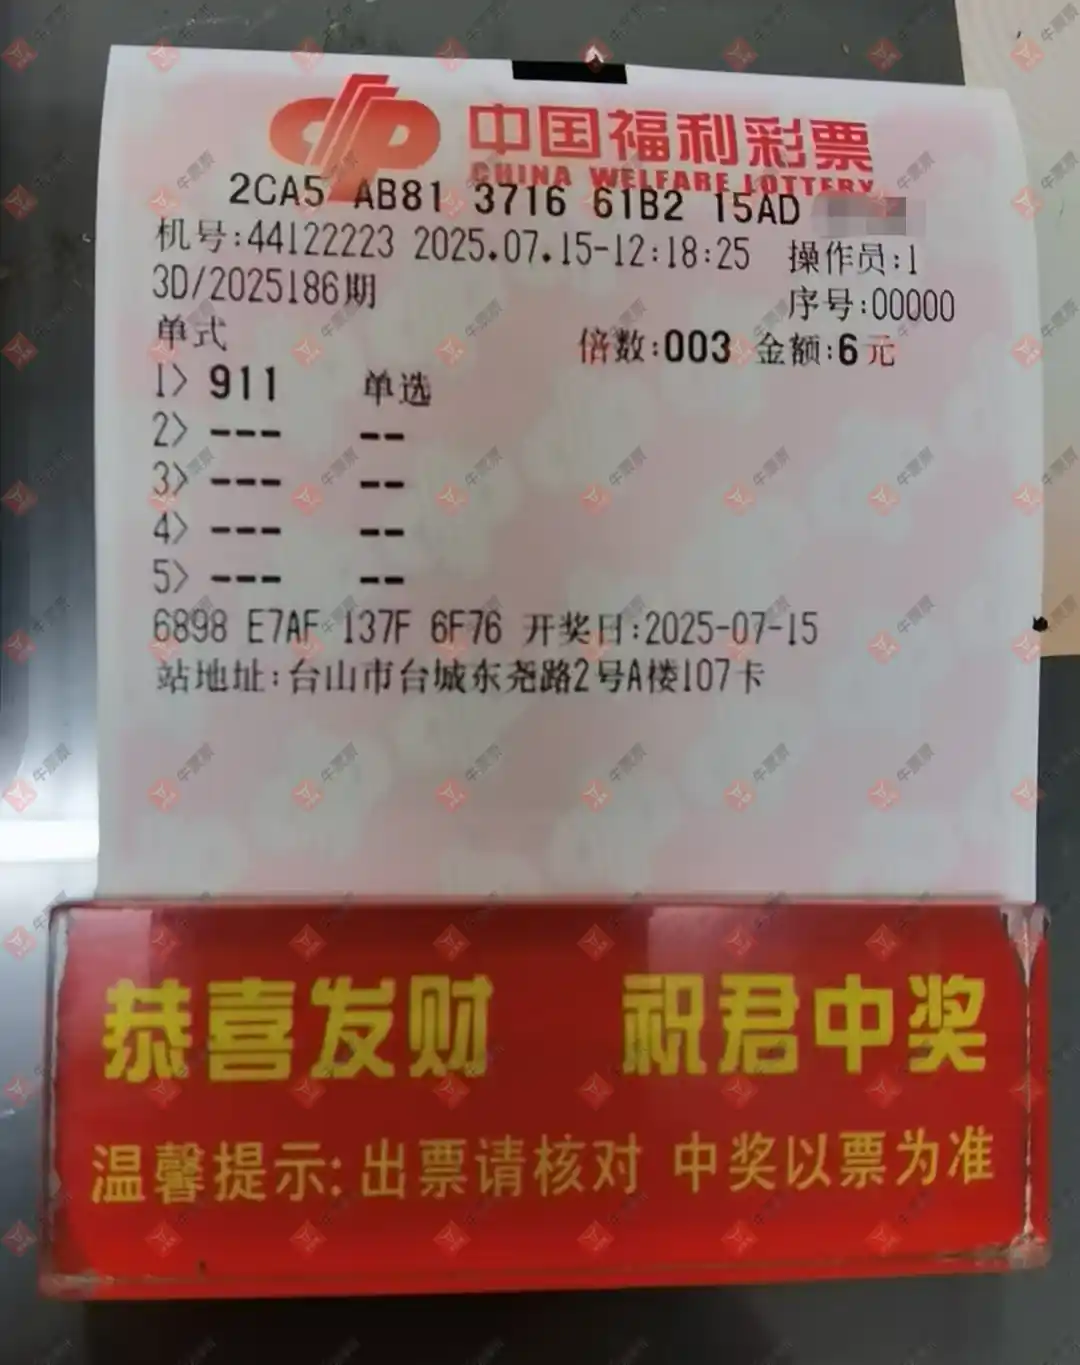 中国福利彩票
CHINA WELFARE LOTTERY
2CA5 AB81 3716 61B2 15AD
机号:44122223 2025.07.15-12:18:25 操作员:1
3D/2025186期 序号:00000
单式 倍数:003 金额:6元
1> 911 单选
2> --- --
3> --- --
4> --- --
5> --- --
6898 E7AF 137F 6F76 开奖日:2025-07-15
站地址:台山市台城东尧路2号A楼107卡
恭喜发财 祝君中奖
温馨提示:出票请核对 中奖以票为准
牛票票